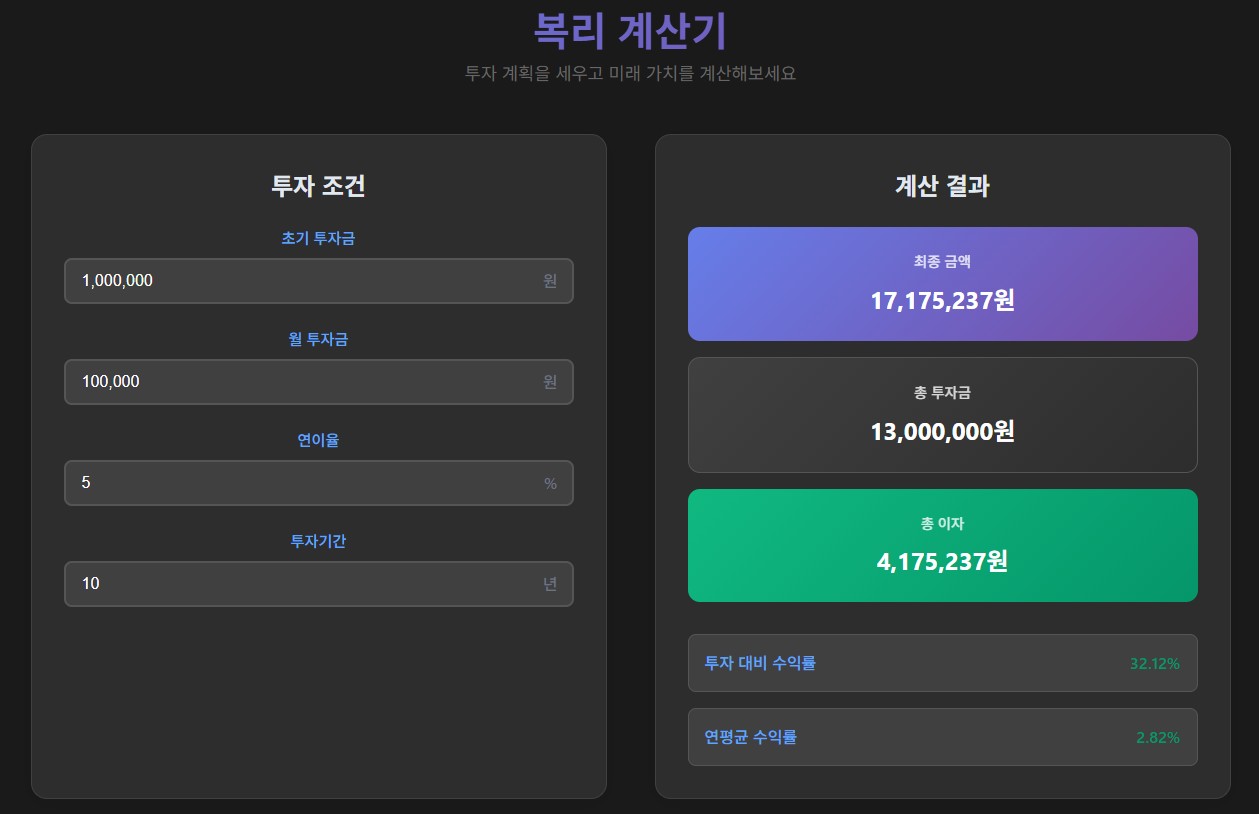 복리 계산기
투자 계획을 세우고 미래 가치를 계산해보세요
투자 조건
초기 투자금
1,000,000 원
월 투자금
100,000 원
연이율
5 %
투자기간
10 년
계산 결과
최종 금액
17,175,237원
총 투자금
13,000,000원
총 이자
4,175,237원
투자 대비 수익률 32.12%
연평균 수익률 2.82%